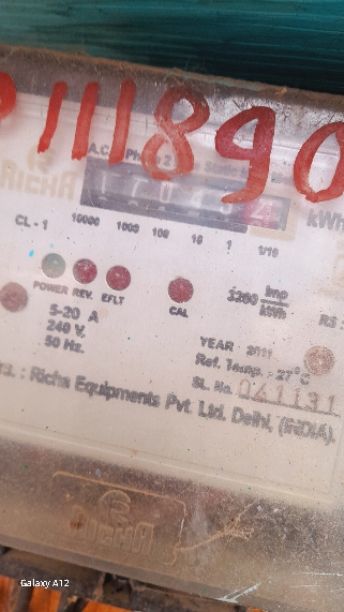 111890
RICHA
kWh
CL - 1 10000 1000 100 10 1 1/10
POWER REV. EFLT CAL 3200 imp/kWh
5-20 A
240 V.
50 Hz.
YEAR 2011
Ref. Temp. - 27°C
SL. No. 041131
Richa Equipments Pvt. Ltd. Delhi, (INDIA).
RICHA
Galaxy A12